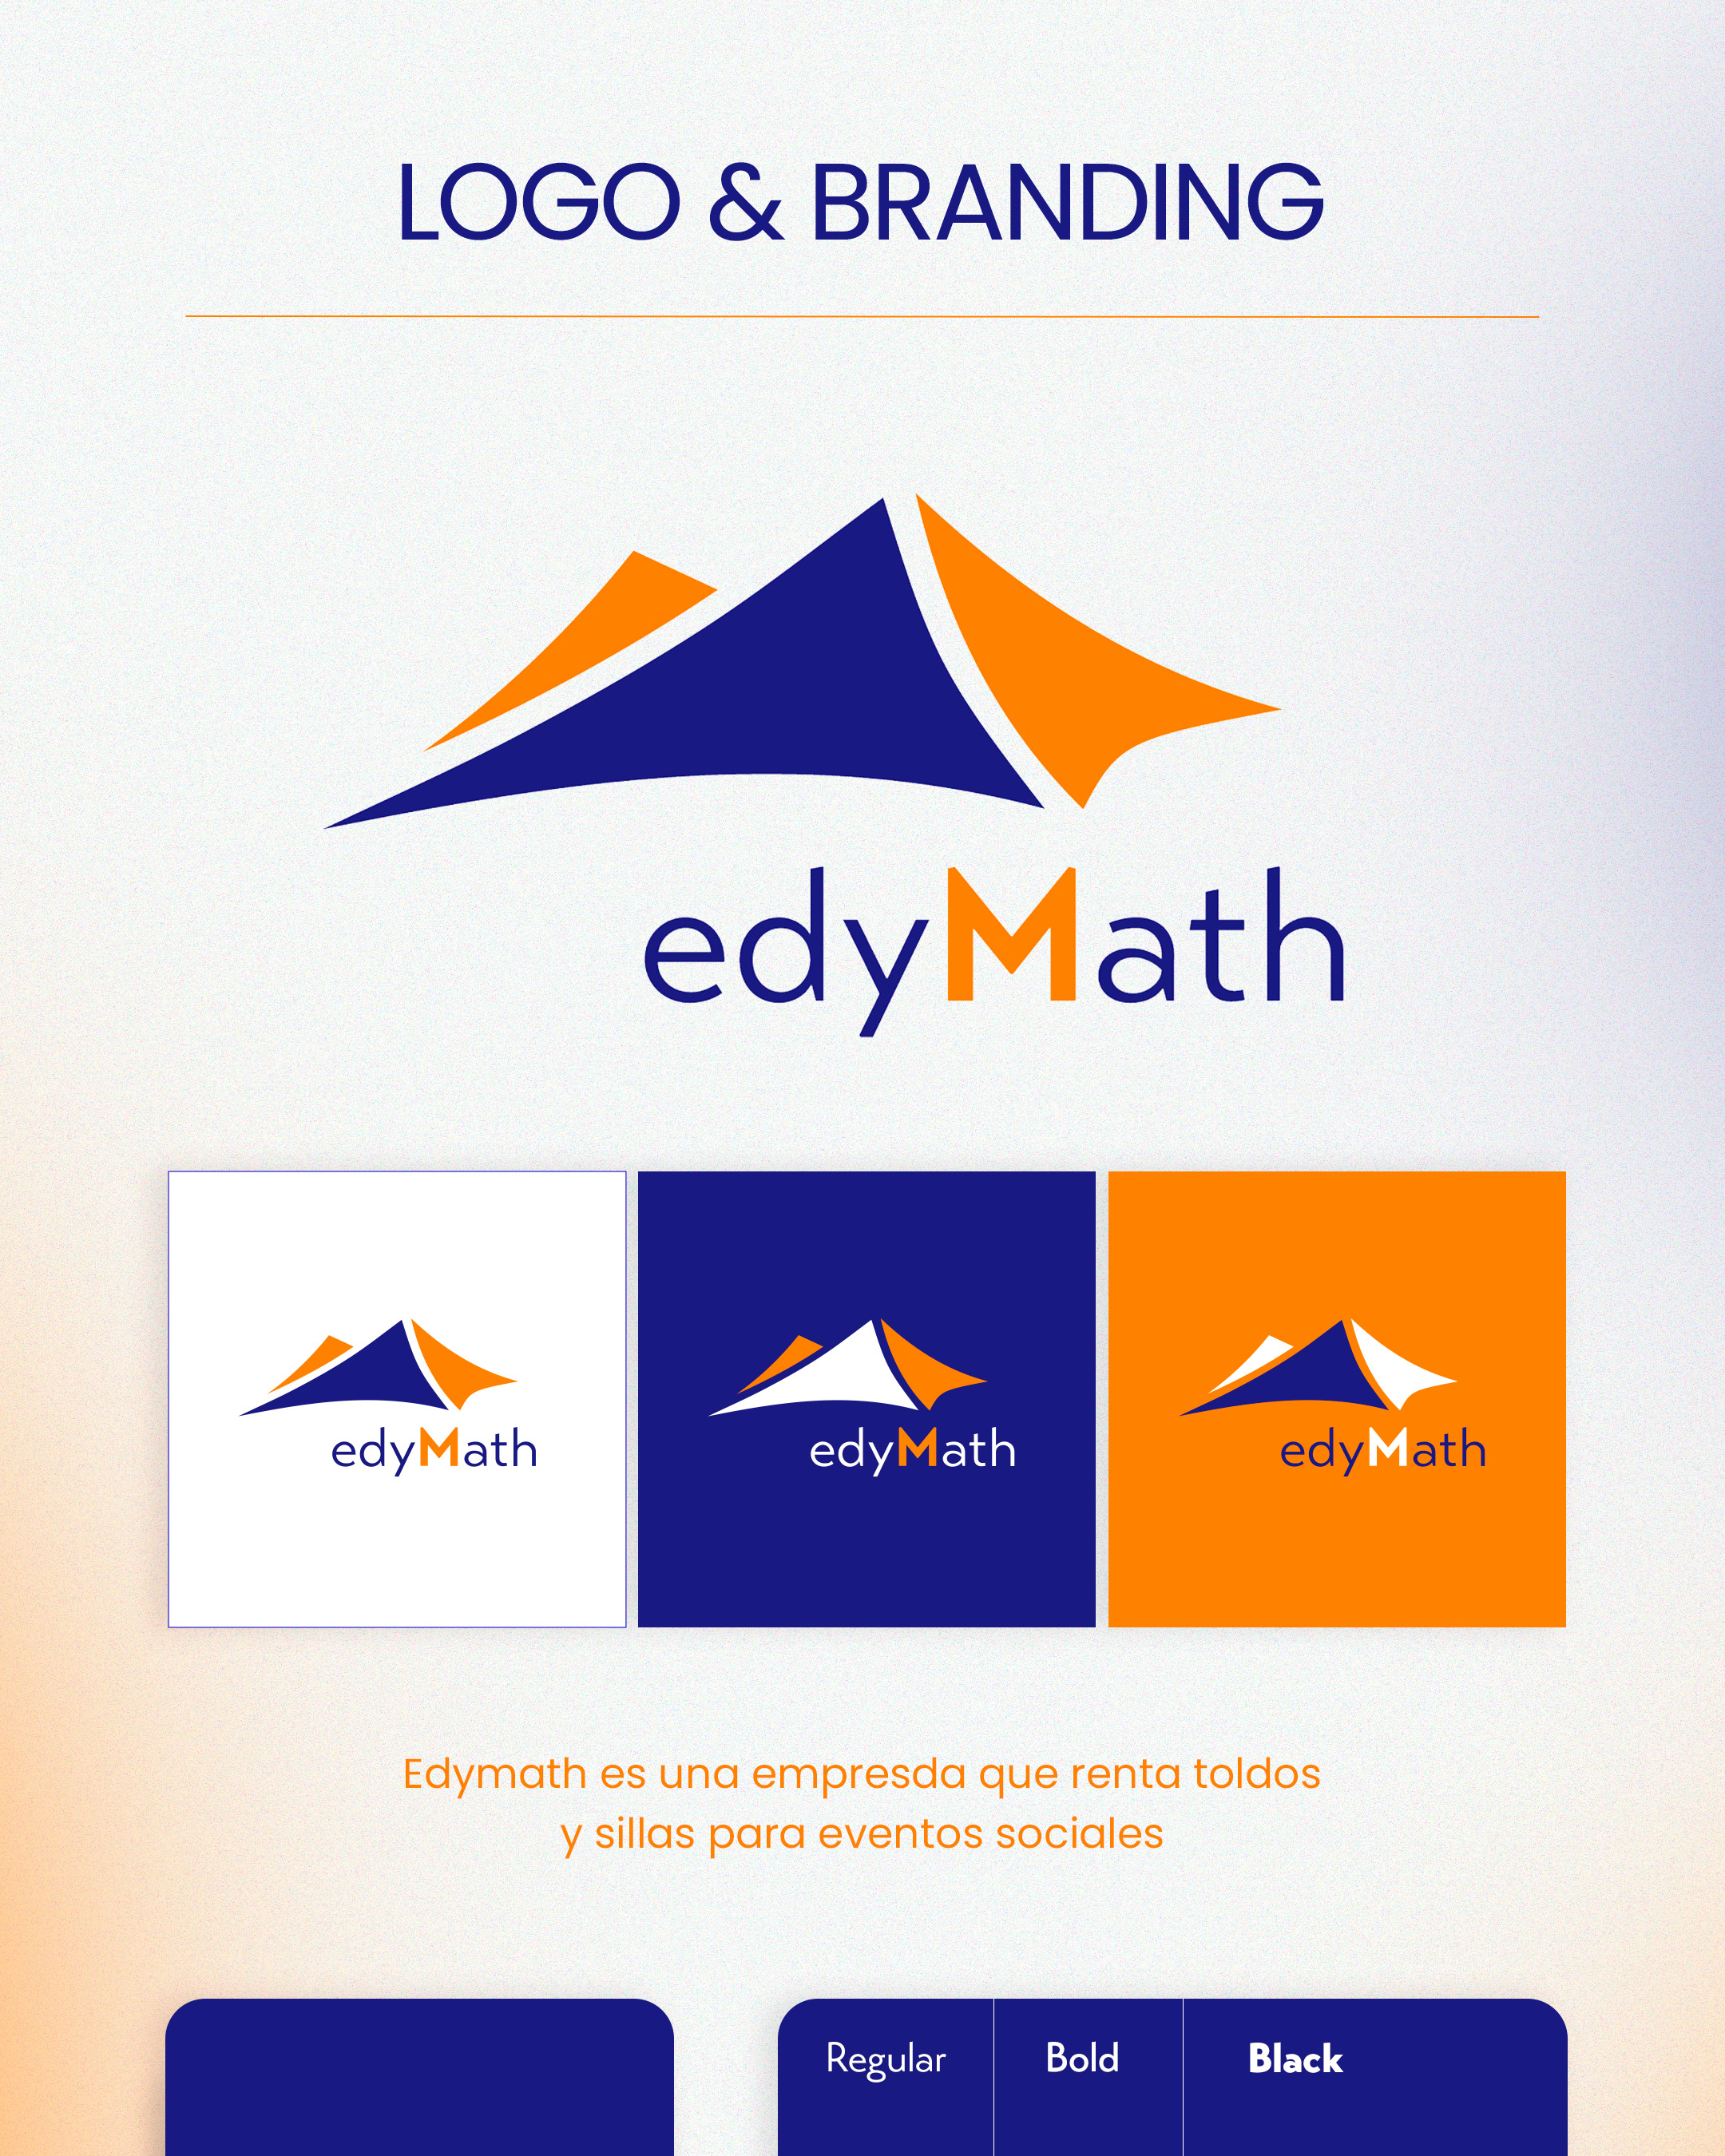 LOGO & BRANDING
edyMath
edyMath
edyMath
edyMath
Edymath es una empresda que renta toldos
y sillas para eventos sociales
Regular
Bold
Black